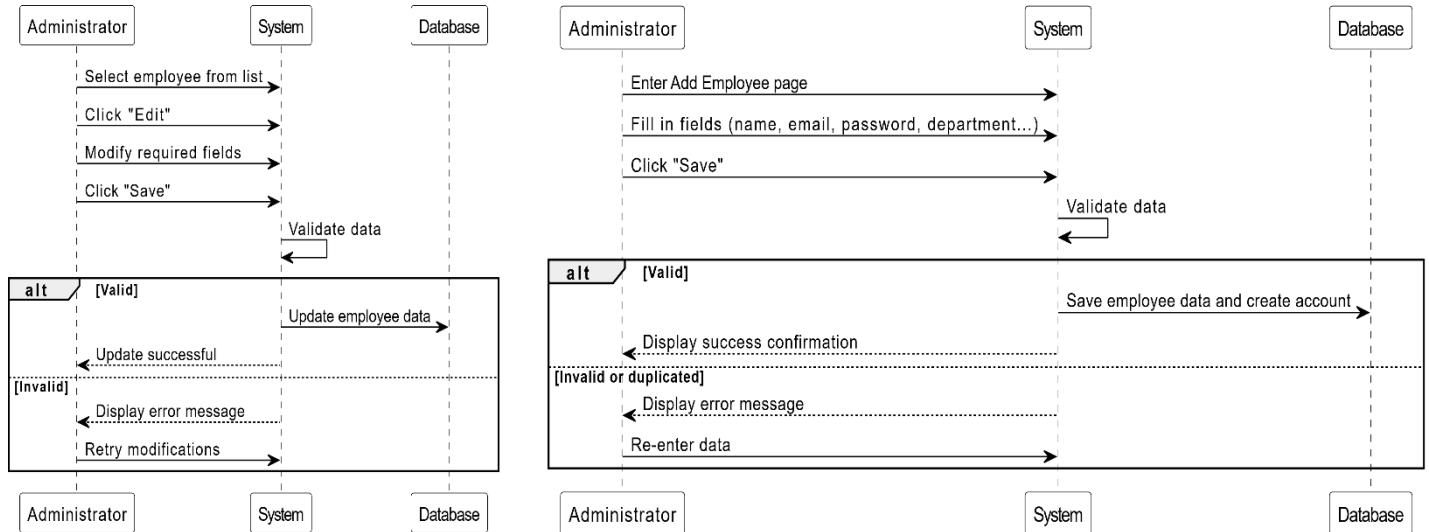 Administrator
System
Database
Select employee from list
Click "Edit"
Modify required fields
Click "Save"
Validate data
alt
[Valid]
Update employee data
Update successful
[Invalid]
Display error message
Retry modifications
Administrator
System
Database
Administrator
System
Database
Enter Add Employee page
Fill in fields (name, email, password, department...)
Click "Save"
Validate data
alt
[Valid]
Save employee data and create account
Display success confirmation
[Invalid or duplicated]
Display error message
Re-enter data
Administrator
System
Database